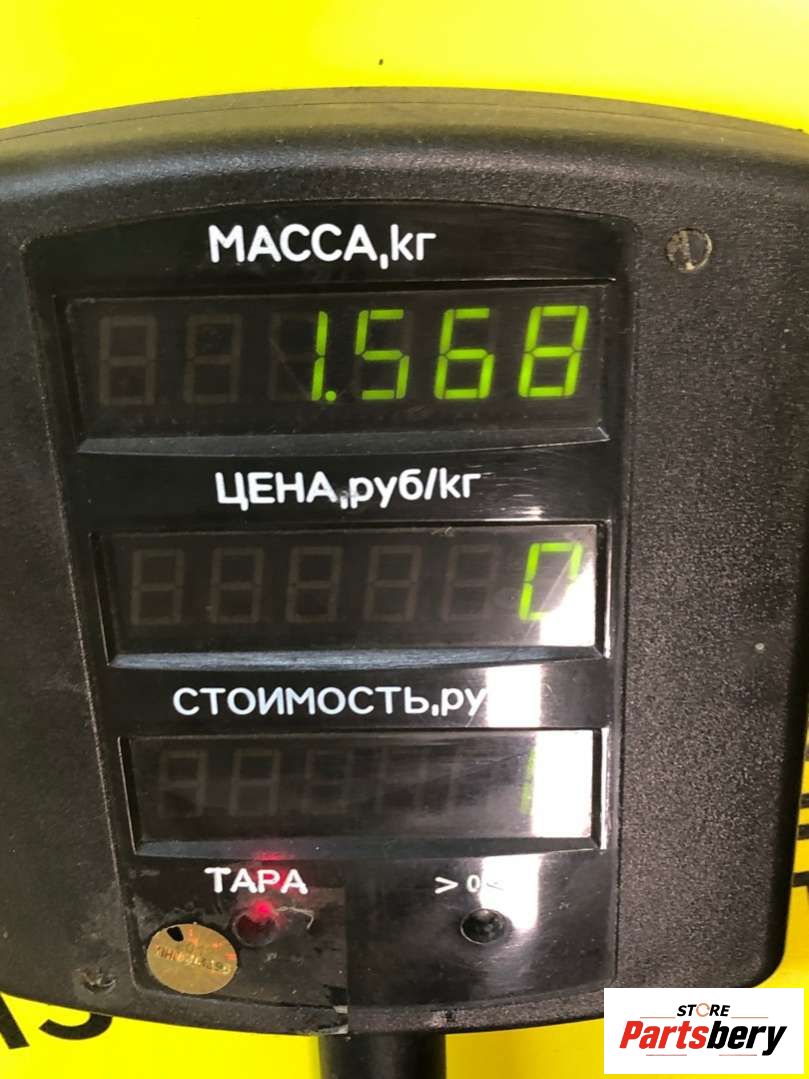 МАССА,кг
1.568
ЦЕНА,руб/кг
0
СТОИМОСТЬ,ру
ТАРА
>0<
STORE
Partsbery